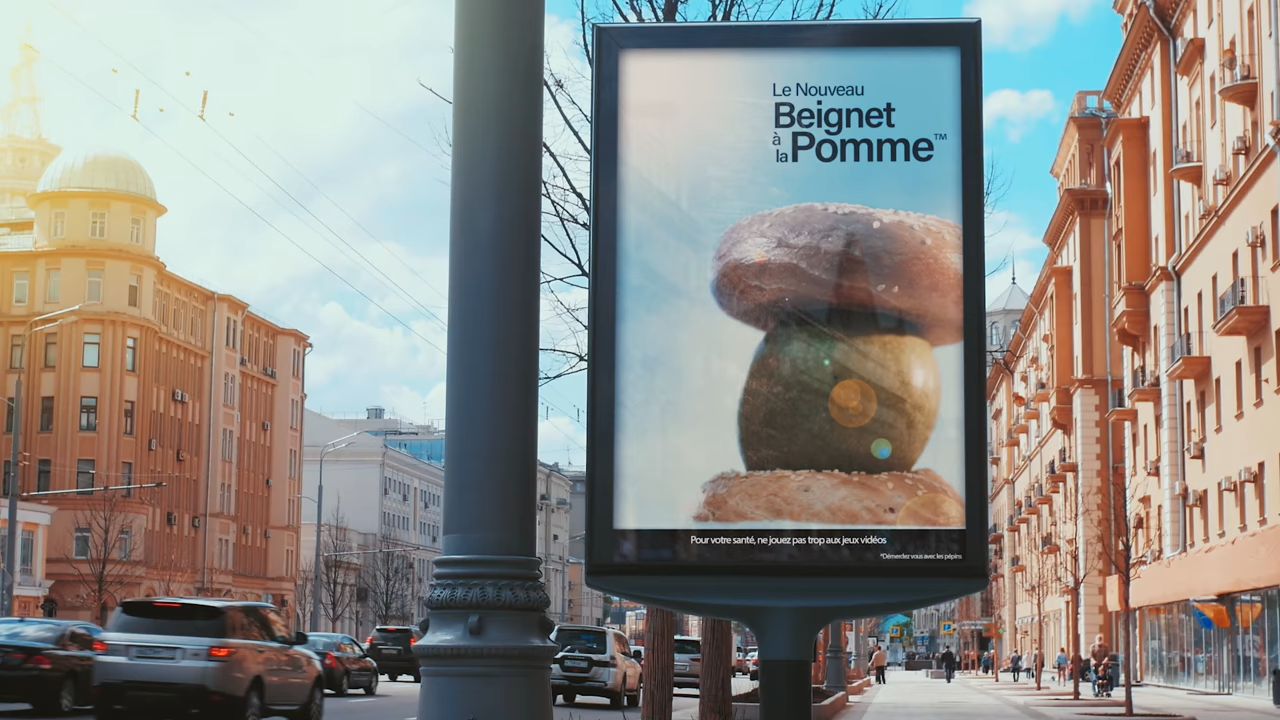 Le Nouveau
Beignet
à la Pomme™
Pour votre santé, ne jouez pas trop aux jeux vidéos
*Démerdez vous avec les pépins